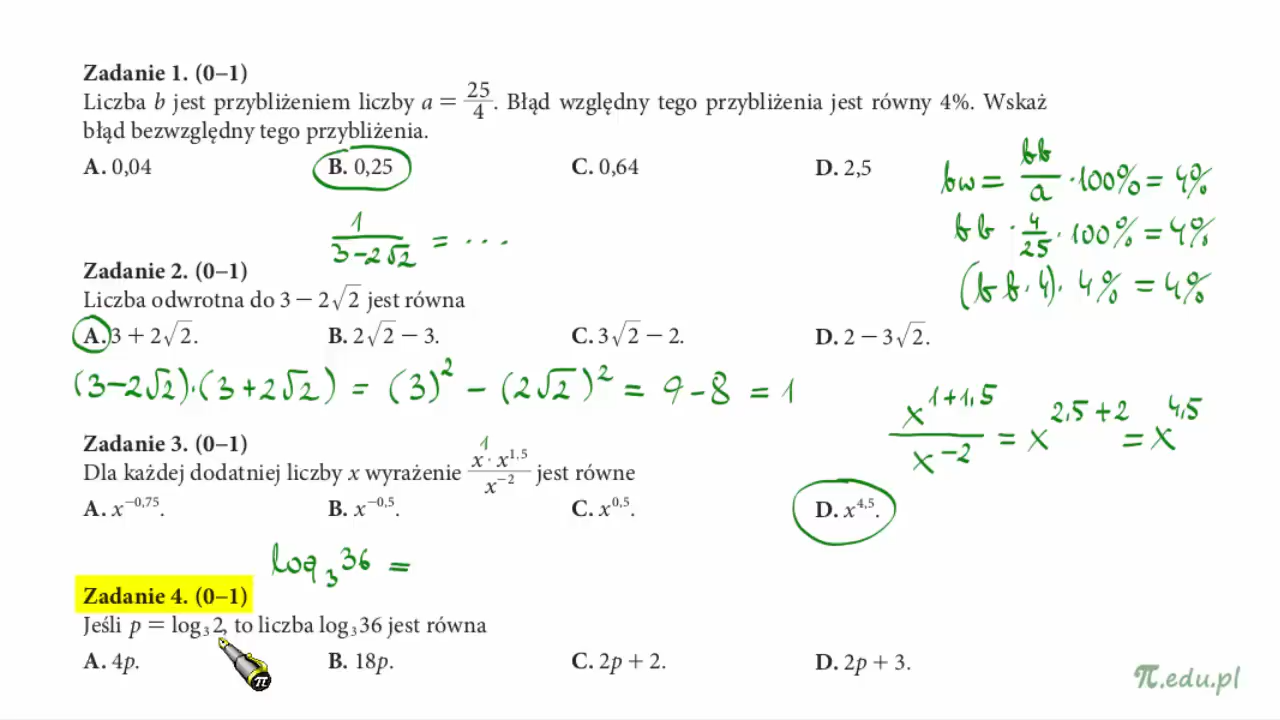 Zadanie 1. (0–1)
Liczba b jest przybliżeniem liczby a = 25/4. Błąd względny tego przybliżenia jest równy 4%. Wskaż
błąd bezwzględny tego przybliżenia.
A. 0,04 B. 0,25 C. 0,64 D. 2,5
bw = bb/a · 100% = 4%
bb · 4/25 · 100% = 4%
(bb · 4) · 4% = 4%
1/(3 − 2√2) = ...
Zadanie 2. (0–1)
Liczba odwrotna do 3 − 2√2 jest równa
A. 3 + 2√2. B. 2√2 − 3. C. 3√2 − 2. D. 2 − 3√2.
(3 − 2√2)·(3 + 2√2) = (3)² − (2√2)² = 9 − 8 = 1
x^(1+1,5)/x^(−2) = x^(2,5+2) = x^(4,5)
Zadanie 3. (0–1)
Dla każdej dodatniej liczby x wyrażenie (x^1 · x^(1,5))/x^(−2) jest równe
A. x^(−0,75). B. x^(−0,5). C. x^(0,5). D. x^(4,5).
log₃36 =
Zadanie 4. (0–1)
Jeśli p = log₃2, to liczba log₃36 jest równa
A. 4p. B. 18p. C. 2p + 2. D. 2p + 3.
π
π.edu.pl